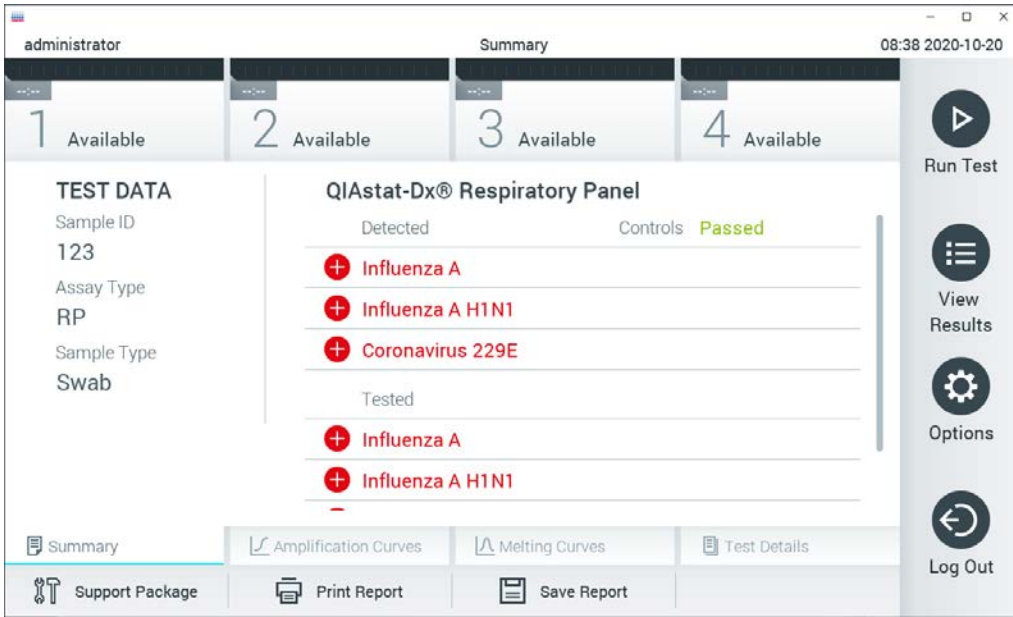 administrator Summary 08:38 2020-10-20
--:-- --:-- --:-- --:--
1 Available 2 Available 3 Available 4 Available
Run Test
TEST DATA
Sample ID
123
Assay Type
RP
Sample Type
Swab
QIAstat-Dx® Respiratory Panel
Detected Controls Passed
Influenza A
Influenza A H1N1
Coronavirus 229E
Tested
Influenza A
Influenza A H1N1
View
Results
Options
Log Out
Summary Amplification Curves Melting Curves Test Details
Support Package Print Report Save Report